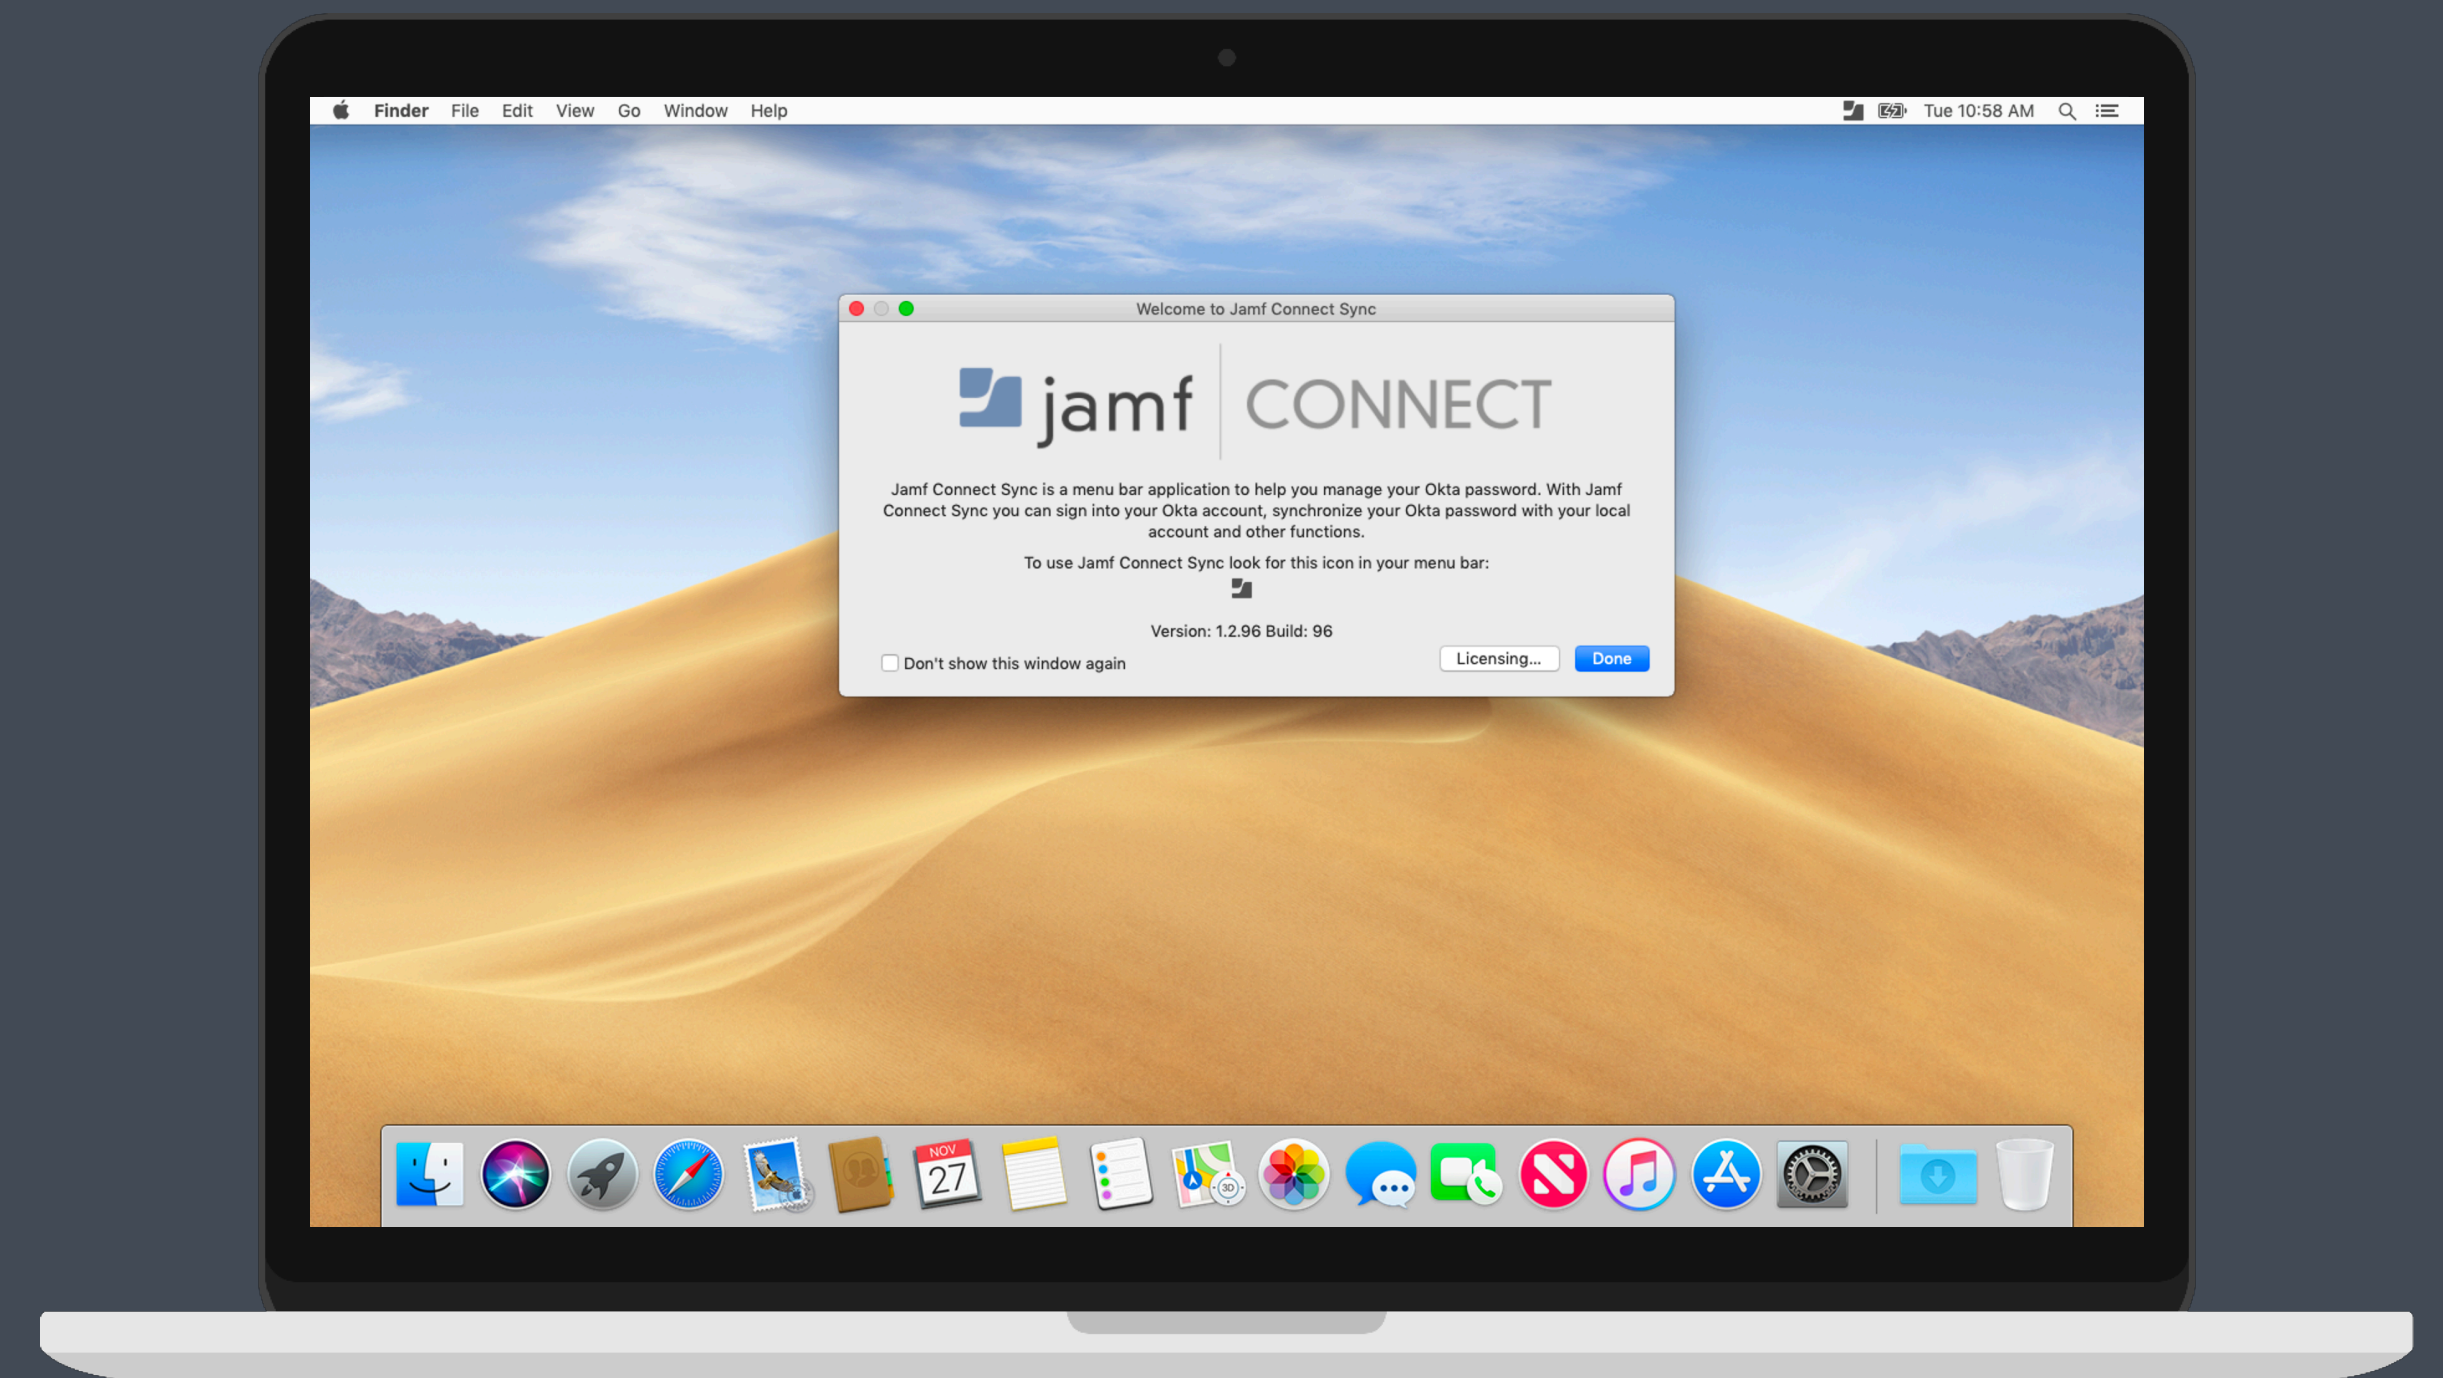 Finder File Edit View Go Window Help Tue 10:58 AM
Welcome to Jamf Connect Sync
jamf CONNECT
Jamf Connect Sync is a menu bar application to help you manage your Okta password. With Jamf
Connect Sync you can sign into your Okta account, synchronize your Okta password with your local
account and other functions.
To use Jamf Connect Sync look for this icon in your menu bar:
Version: 1.2.96 Build: 96
Don't show this window again Licensing... Done
NOV
27
3D